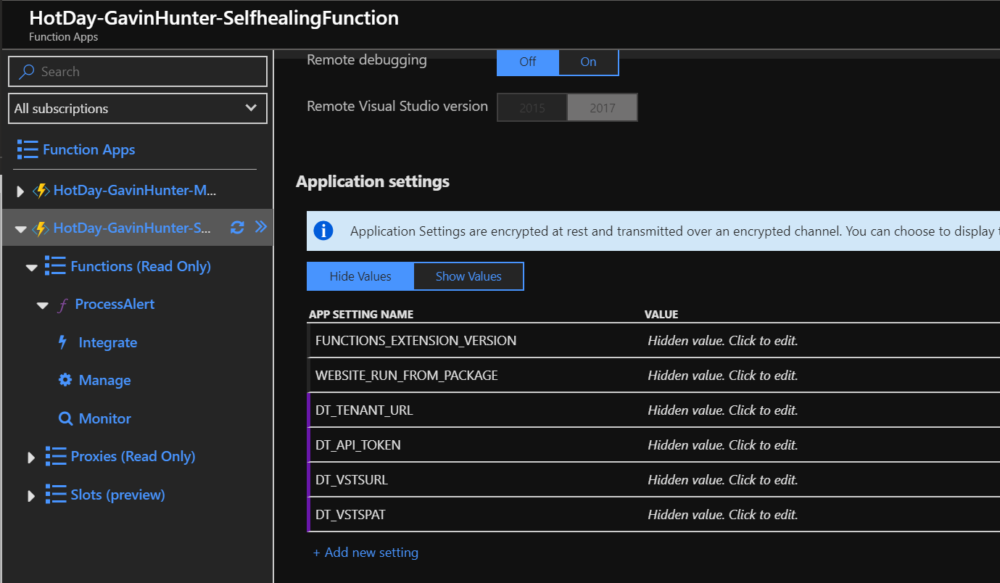 HotDay-GavinHunter-SelfhealingFunction
Function Apps
Search
All subscriptions
Function Apps
HotDay-GavinHunter-M...
HotDay-GavinHunter-S...
Functions (Read Only)
ProcessAlert
Integrate
Manage
Monitor
Proxies (Read Only)
Slots (preview)
Remote debugging Off On
Remote Visual Studio version 2015 2017
Application settings
Application Settings are encrypted at rest and transmitted over an encrypted channel. You can choose to display
Hide Values Show Values
APP SETTING NAME VALUE
FUNCTIONS_EXTENSION_VERSION Hidden value. Click to edit.
WEBSITE_RUN_FROM_PACKAGE Hidden value. Click to edit.
DT_TENANT_URL Hidden value. Click to edit.
DT_API_TOKEN Hidden value. Click to edit.
DT_VSTSURL Hidden value. Click to edit.
DT_VSTSPAT Hidden value. Click to edit.
+ Add new setting